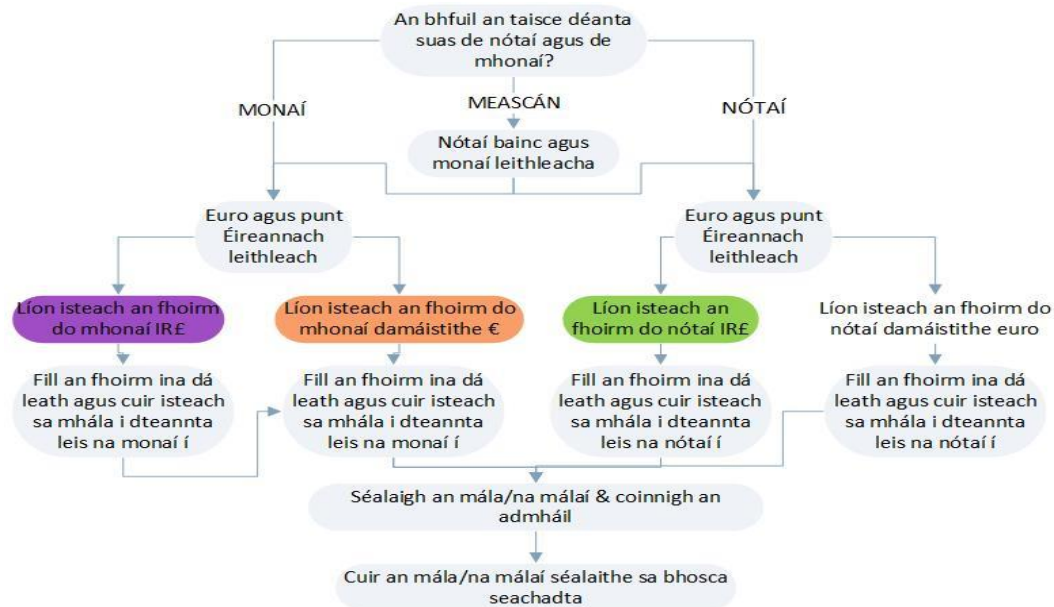 An bhfuil an taisce déanta
suas de nótaí agus de
mhonaí?
MONAÍ
MEASCÁN
NÓTAÍ
Nótaí bainc agus
monaí leithleacha
Euro agus punt
Éireannach
leithleach
Euro agus punt
Éireannach
leithleach
Líon isteach an fhoirm
do mhonaí IR£
Líon isteach an fhoirm do
mhonaí damáistithe €
Líon isteach an
fhoirm do nótaí IR£
Líon isteach an fhoirm do
nótaí damáistithe euro
Fill an fhoirm ina dá
leath agus cuir isteach
sa mhála i dteannta
leis na monaí í
Fill an fhoirm ina dá
leath agus cuir isteach
sa mhála i dteannta
leis na monaí í
Fill an fhoirm ina dá
leath agus cuir isteach
sa mhála i dteannta
leis na nótaí í
Fill an fhoirm ina dá
leath agus cuir isteach
sa mhála i dteannta
leis na nótaí í
Séalaigh an mála/na málaí & coinnigh an
admháil
Cuir an mála/na málaí séalaithe sa bhosca
seachadta